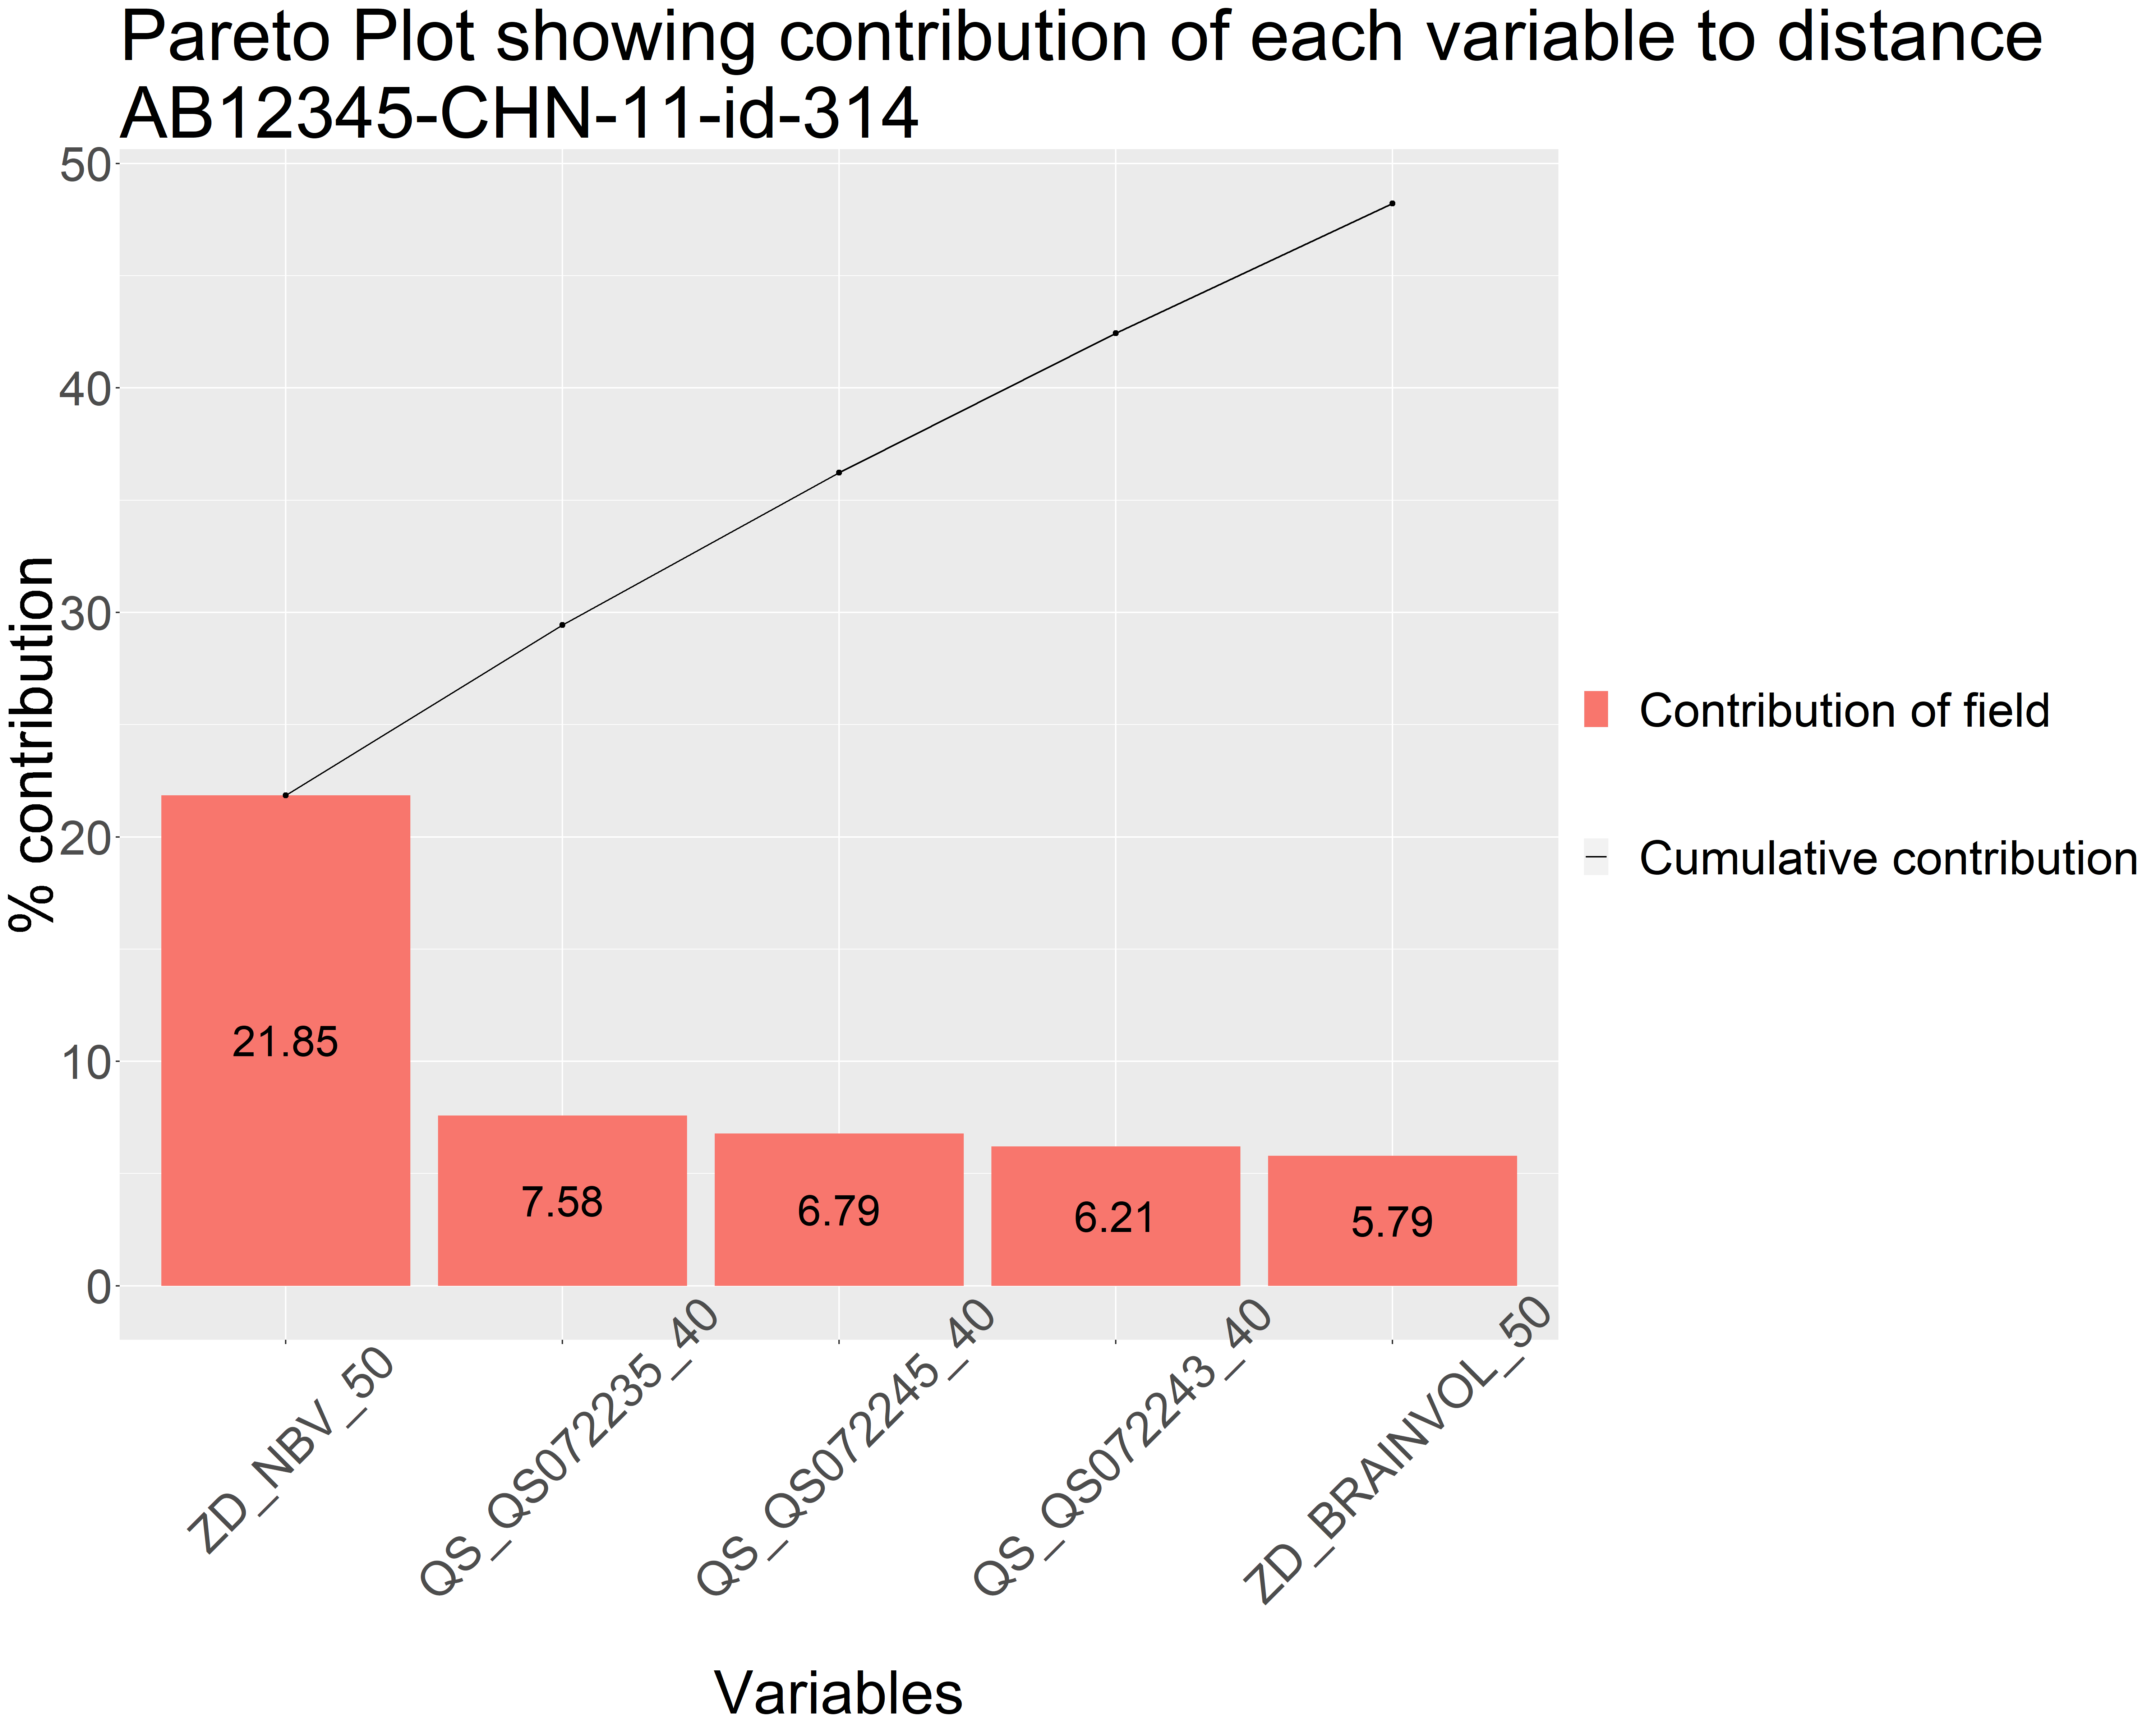 Pareto Plot showing contribution of each variable to distance
AB12345-CHN-11-id-314
% contribution
50
40
30
20
10
0
21.85
7.58
6.79
6.21
5.79
ZD_NBV_50
QS_QS072235_40
QS_QS072245_40
QS_QS072243_40
ZD_BRAINVOL_50
Variables
Contribution of field
Cumulative contribution